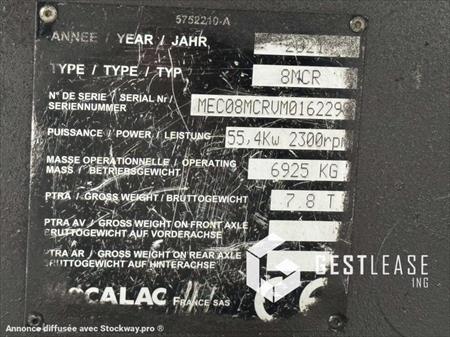 5752210-A
ANNEE / YEAR / JAHR 2021
TYPE / TYPE / TYP 8MCR
N° DE SERIE / SERIAL Nr / MEC08MCRVM0162299
SERIENNUMMER
PUISSANCE / POWER / LEISTUNG 55,4Kw 2300rpm
MASSE OPERATIONNELLE / OPERATING 6925 KG
MASS / BETRIEBSGEWICHT
PTRA / GROSS WEIGHT / BRUTTOGEWICHT 7.8 T
PTRA AV / GROSS WEIGHT ON FRONT AXLE
BRUTTOGEWICHT AUF VORDERACHSE
PTRA AR / GROSS WEIGHT ON REAR AXLE
BRUTTOGEWICHT AUF HINTERACHSE
MECALAC FRANCE SAS CE
GESTLEASE
ING
Annonce diffusée avec Stockway.pro ®